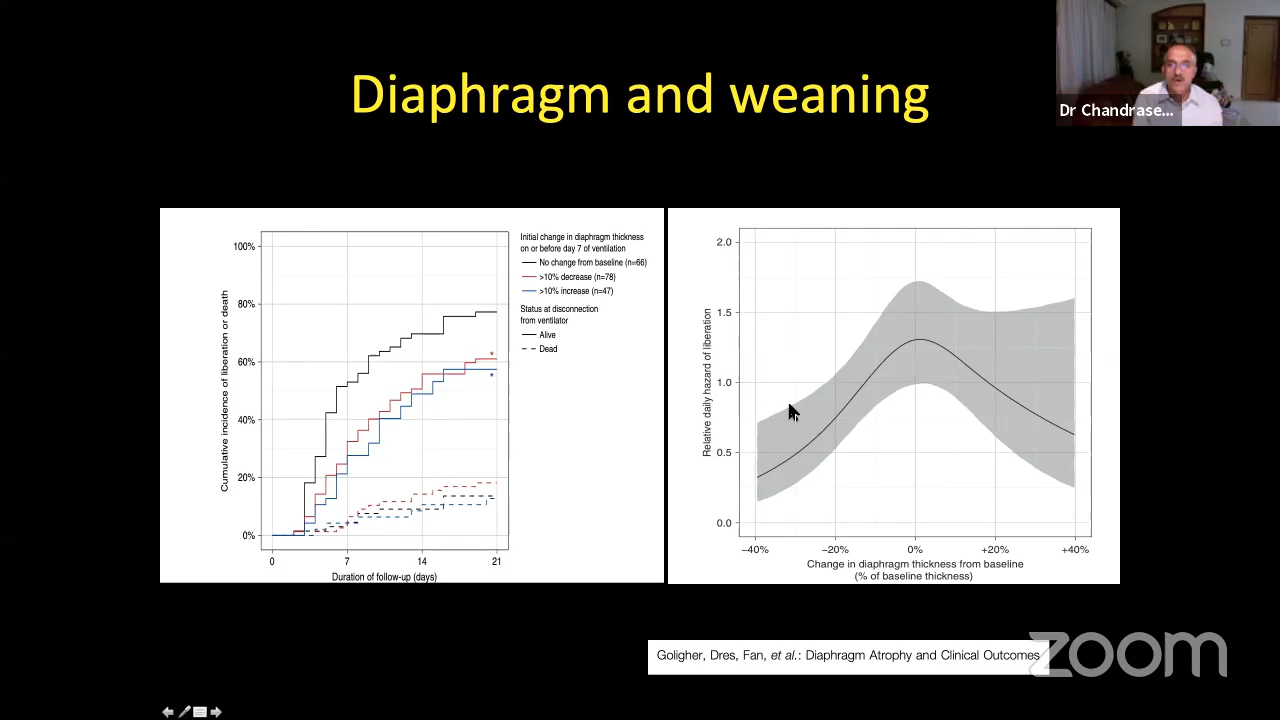 Diaphragm and weaning
Dr Chandrase...
100%
80%
60%
40%
20%
0%
Cumulative incidence of liberation or death
0 7 14 21
Duration of follow-up (days)
Initial change in diaphragm thickness
on or before day 7 of ventilation
No change from baseline (n=66)
>10% decrease (n=78)
>10% increase (n=47)
Status at disconnection
from ventilator
Alive
Dead
*
*
2.0
1.5
1.0
0.5
0.0
Relative daily hazard of liberation
−40% −20% 0% +20% +40%
Change in diaphragm thickness from baseline
(% of baseline thickness)
Goligher, Dres, Fan, et al.: Diaphragm Atrophy and Clinical Outcomes
zoom